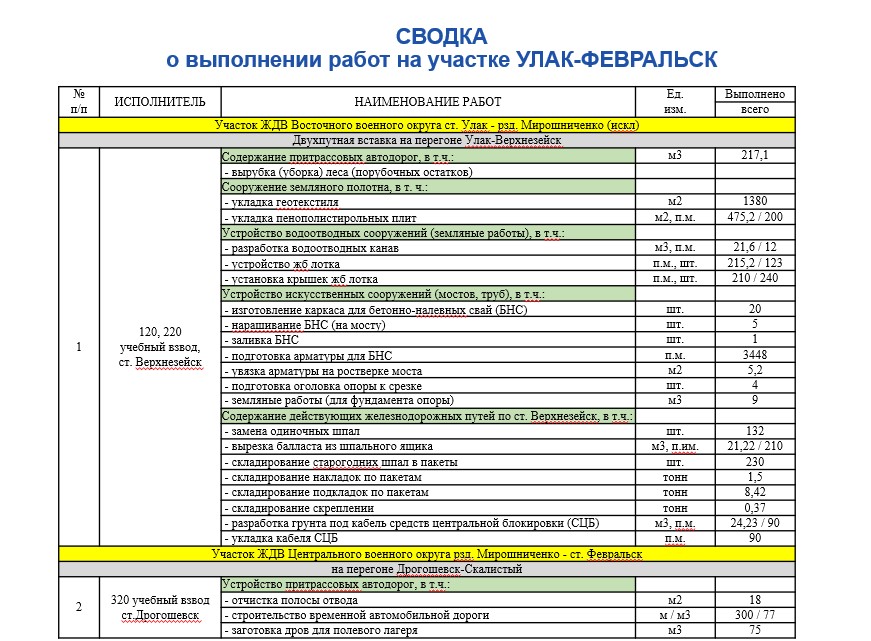 СВОДКА
о выполнении работ на участке УЛАК-ФЕВРАЛЬСК
№ п/п ИСПОЛНИТЕЛЬ НАИМЕНОВАНИЕ РАБОТ Ед. изм. Выполнено всего
Участок ЖДВ Восточного военного округа ст. Улак - рзд. Мирошниченко (искл)
Двухпутная вставка на перегоне Улак-Верхнезейск
1 120, 220 учебный взвод, ст. Верхнезейск
Содержание притрассовых автодорог, в т.ч.: м3 217,1
- вырубка (уборка) леса (порубочных остатков)
Сооружение земляного полотна, в т. ч.:
- укладка геотекстиля м2 1380
- укладка пенополистирольных плит м2, п.м. 475,2 / 200
Устройство водоотводных сооружений (земляные работы), в т.ч.:
- разработка водоотводных канав м3, п.м. 21,6 / 12
- устройство жб лотка п.м., шт. 215,2 / 123
- установка крышек жб лотка п.м., шт. 210 / 240
Устройство искусственных сооружений (мостов, труб), в т.ч.:
- изготовление каркаса для бетонно-налевных свай (БНС) шт. 20
- наращивание БНС (на мосту) шт. 5
- заливка БНС шт. 1
- подготовка арматуры для БНС п.м. 3448
- увязка арматуры на ростверке моста м2 5,2
- подготовка оголовка опоры к срезке шт. 4
- земляные работы (для фундамента опоры) м3 9
Содержание действующих железнодорожных путей по ст. Верхнезейск, в т.ч.:
- замена одиночных шпал шт. 132
- вырезка балласта из шпального ящика м3, п.им. 21,22 / 210
- складирование старогодних шпал в пакеты шт. 230
- складирование накладок по пакетам тонн 1,5
- складирование подкладок по пакетам тонн 8,42
- складирование скреплении тонн 0,37
- разработка грунта под кабель средств центральной блокировки (СЦБ) м3, п.м. 24,23 / 90
- укладка кабеля СЦБ п.м. 90
Участок ЖДВ Центрального военного округа рзд. Мирошниченко - ст. Февральск
на перегоне Дрогошевск-Скалистый
2 320 учебный взвод ст.Дрогошевск
Устройство притрассовых автодорог, в т.ч.:
- отчистка полосы отвода м2 18
- строительство временной автомобильной дороги м / м3 300 / 77
- заготовка дров для полевого лагеря м3 75